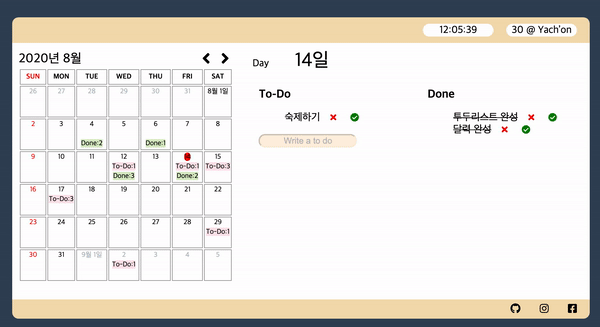 12:05:39 30 @ Yach'on
2020년 8월
SUN MON TUE WED THU FRI SAT
26 27 28 29 30 31 8월 1일
2 3 4 5 6 7 8
Done:2 Done:1
9 10 11 12 13 15
To-Do:1 To-Do:1 To-Do:3
Done:3 Done:2
16 17 18 19 20 21 22
To-Do:3
23 24 25 26 27 28 29
To-Do:1
30 31 9월 1일 2 3 4 5
To-Do:1
Day 14일
To-Do
숙제하기
Write a to do
Done
투두리스트 완성
달력 완성